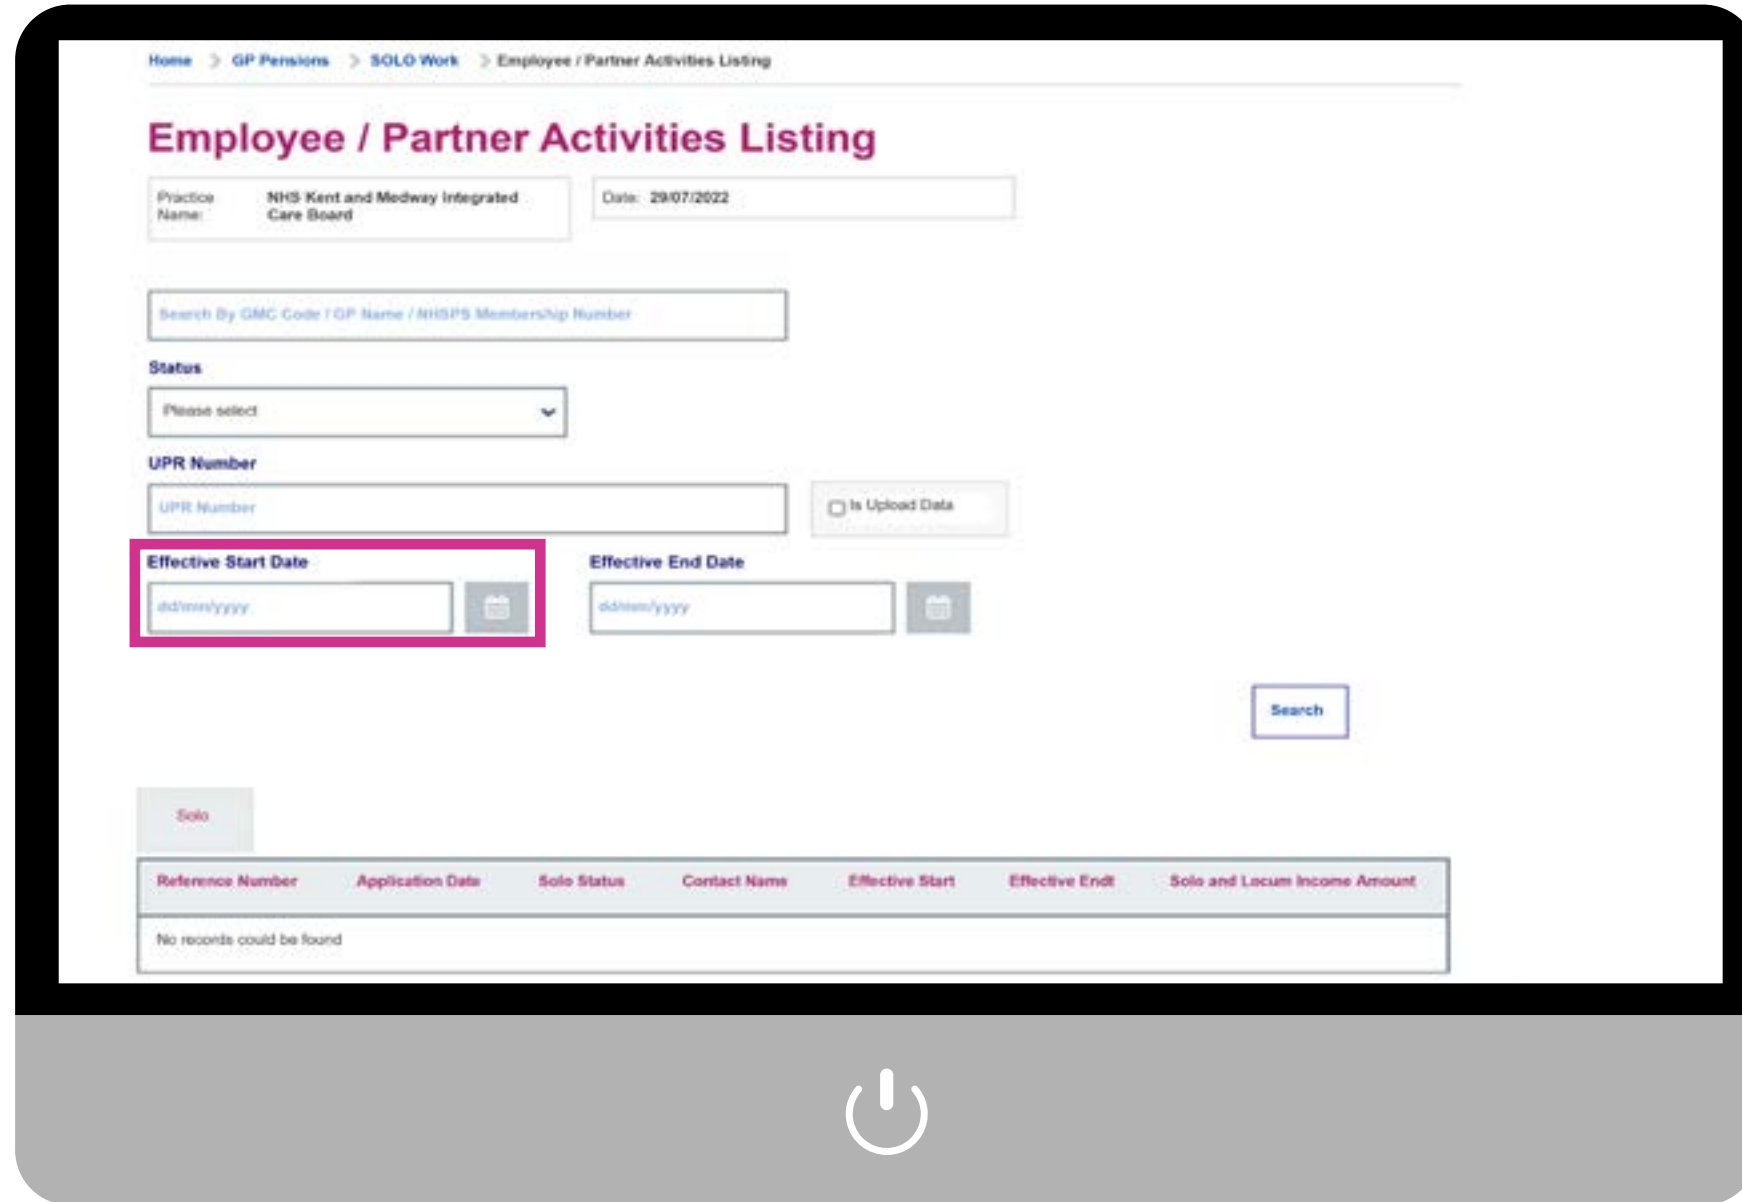 Home > GP Pensions > SOLO Work > Employee / Partner Activities Listing
Employee / Partner Activities Listing
Practice Name: NHS Kent and Medway Integrated Care Board
Date: 29/07/2022
Search By GMC Code / GP Name / NHSPS Membership Number
Status
Please select
UPR Number
UPR Number
Is Upload Data
Effective Start Date Effective End Date
dd/mm/yyyy dd/mm/yyyy
Search
Solo
Reference Number Application Date Solo Status Contact Name Effective Start Effective Endt Solo and Locum Income Amount
No records could be found